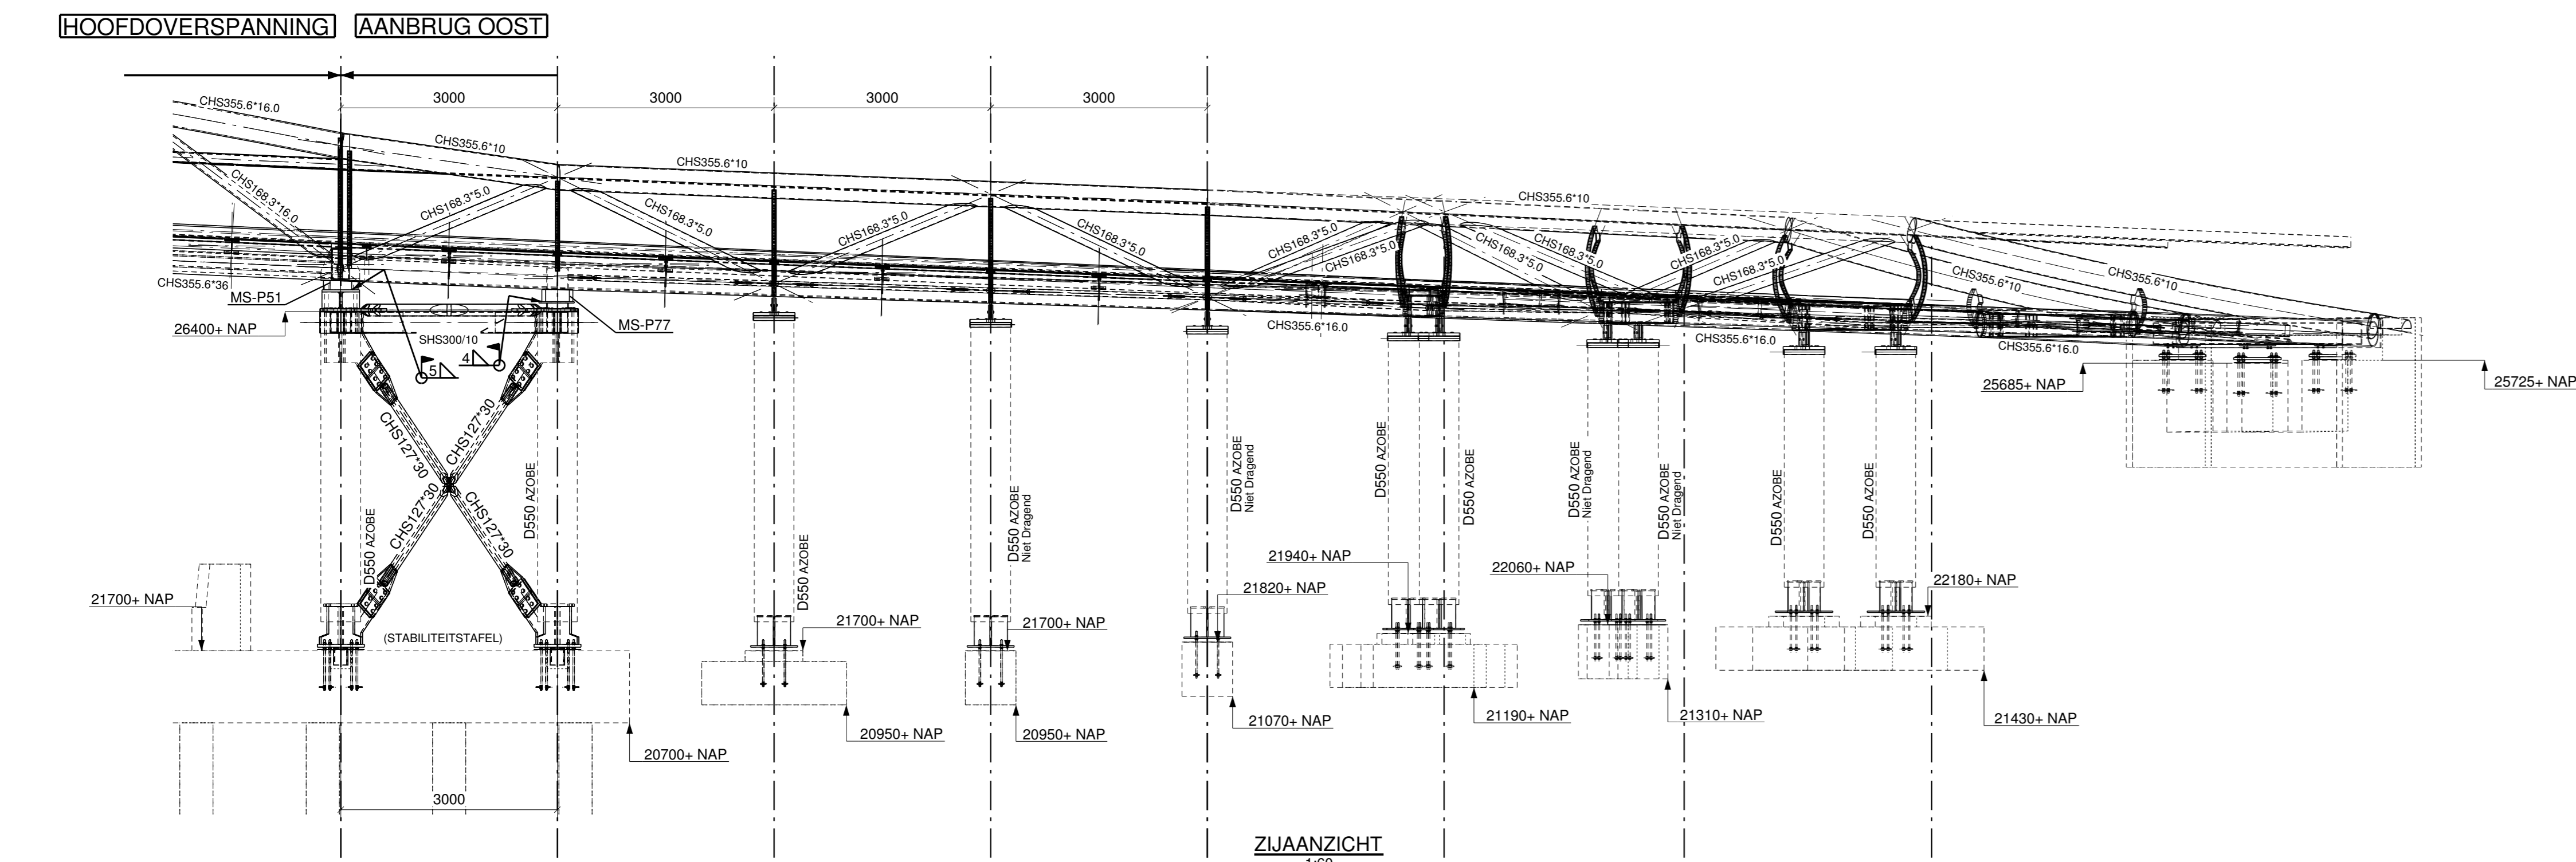 HOOFDOVERSPANNING
AANBRUG OOST
3000
3000
3000
3000
CHS355.6*16.0
CHS355.6*10
CHS355.6*10
CHS355.6*10
CHS168.3*16.0
CHS168.3*5.0
CHS168.3*5.0
CHS168.3*5.0
CHS168.3*5.0
CHS168.3*5.0
CHS168.3*5.0
CHS168.3*5.0
CHS168.3*5.0
CHS168.3*5.0
CHS168.3*5.0
CHS355.6*10
CHS355.6*10
CHS355.6*36
MS-P51
26400+ NAP
MS-P77
SHS300/10
5
4
CHS355.6*16.0
CHS355.6*16.0
CHS355.6*16.0
25685+ NAP
25725+ NAP
CHS127*30
CHS127*30
CHS127*30
CHS127*30
D550 AZOBE
D550 AZOBE
D550 AZOBE
D550 AZOBE
Niet Dragend
D550 AZOBE
Niet Dragend
D550 AZOBE
D550 AZOBE
D550 AZOBE
Niet Dragend
D550 AZOBE
Niet Dragend
D550 AZOBE
D550 AZOBE
21700+ NAP
(STABILITEITSTAFEL)
21700+ NAP
21700+ NAP
21820+ NAP
21940+ NAP
22060+ NAP
22180+ NAP
20700+ NAP
20950+ NAP
20950+ NAP
21070+ NAP
21190+ NAP
21310+ NAP
21430+ NAP
3000
ZIJAANZICHT
1:60